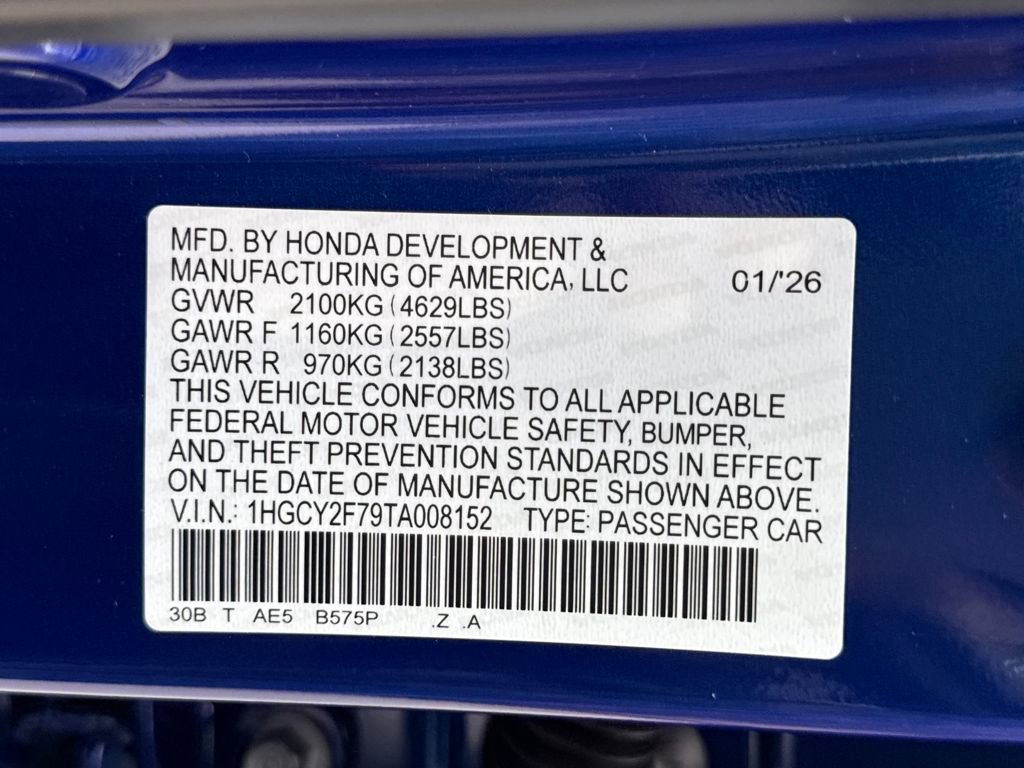 MFD. BY HONDA DEVELOPMENT &
MANUFACTURING OF AMERICA, LLC 01/'26
GVWR 2100KG (4629LBS)
GAWR F 1160KG (2557LBS)
GAWR R 970KG (2138LBS)
THIS VEHICLE CONFORMS TO ALL APPLICABLE
FEDERAL MOTOR VEHICLE SAFETY, BUMPER,
AND THEFT PREVENTION STANDARDS IN EFFECT
ON THE DATE OF MANUFACTURE SHOWN ABOVE.
V.I.N.: 1HGCY2F79TA008152 TYPE: PASSENGER CAR
30B T AE5 B575P .Z .A